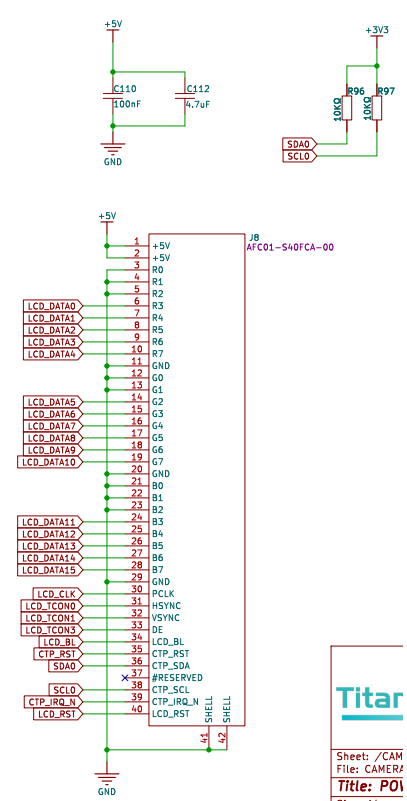 +5V
+3V3
C110
100nF
C112
4.7uF
GND
R96
10KΩ
R97
10KΩ
SDA0
SCL0
+5V
J8
AFC01-S40FCA-00
1 +5V
2 +5V
3 R0
4 R1
5 R2
LCD_DATA0 6 R3
LCD_DATA1 7 R4
LCD_DATA2 8 R5
LCD_DATA3 9 R6
LCD_DATA4 10 R7
11 GND
12 G0
13 G1
LCD_DATA5 14 G2
LCD_DATA6 15 G3
LCD_DATA7 16 G4
LCD_DATA8 17 G5
LCD_DATA9 18 G6
LCD_DATA10 19 G7
20 GND
21 B0
22 B1
23 B2
LCD_DATA11 24 B3
LCD_DATA12 25 B4
LCD_DATA13 26 B5
LCD_DATA14 27 B6
LCD_DATA15 28 B7
29 GND
LCD_CLK 30 PCLK
LCD_TCON0 31 HSYNC
LCD_TCON1 32 VSYNC
LCD_TCON3 33 DE
LCD_BL 34 LCD_BL
CTP_RST 35 CTP_RST
SDA0 36 CTP_SDA
37 #RESERVED
SCL0 38 CTP_SCL
CTP_IRQ_N 39 CTP_IRQ_N
LCD_RST 40 LCD_RST
SHELL 41
SHELL 42
GND
Titan
Sheet: /CAM
File: CAMERA
Title: POW